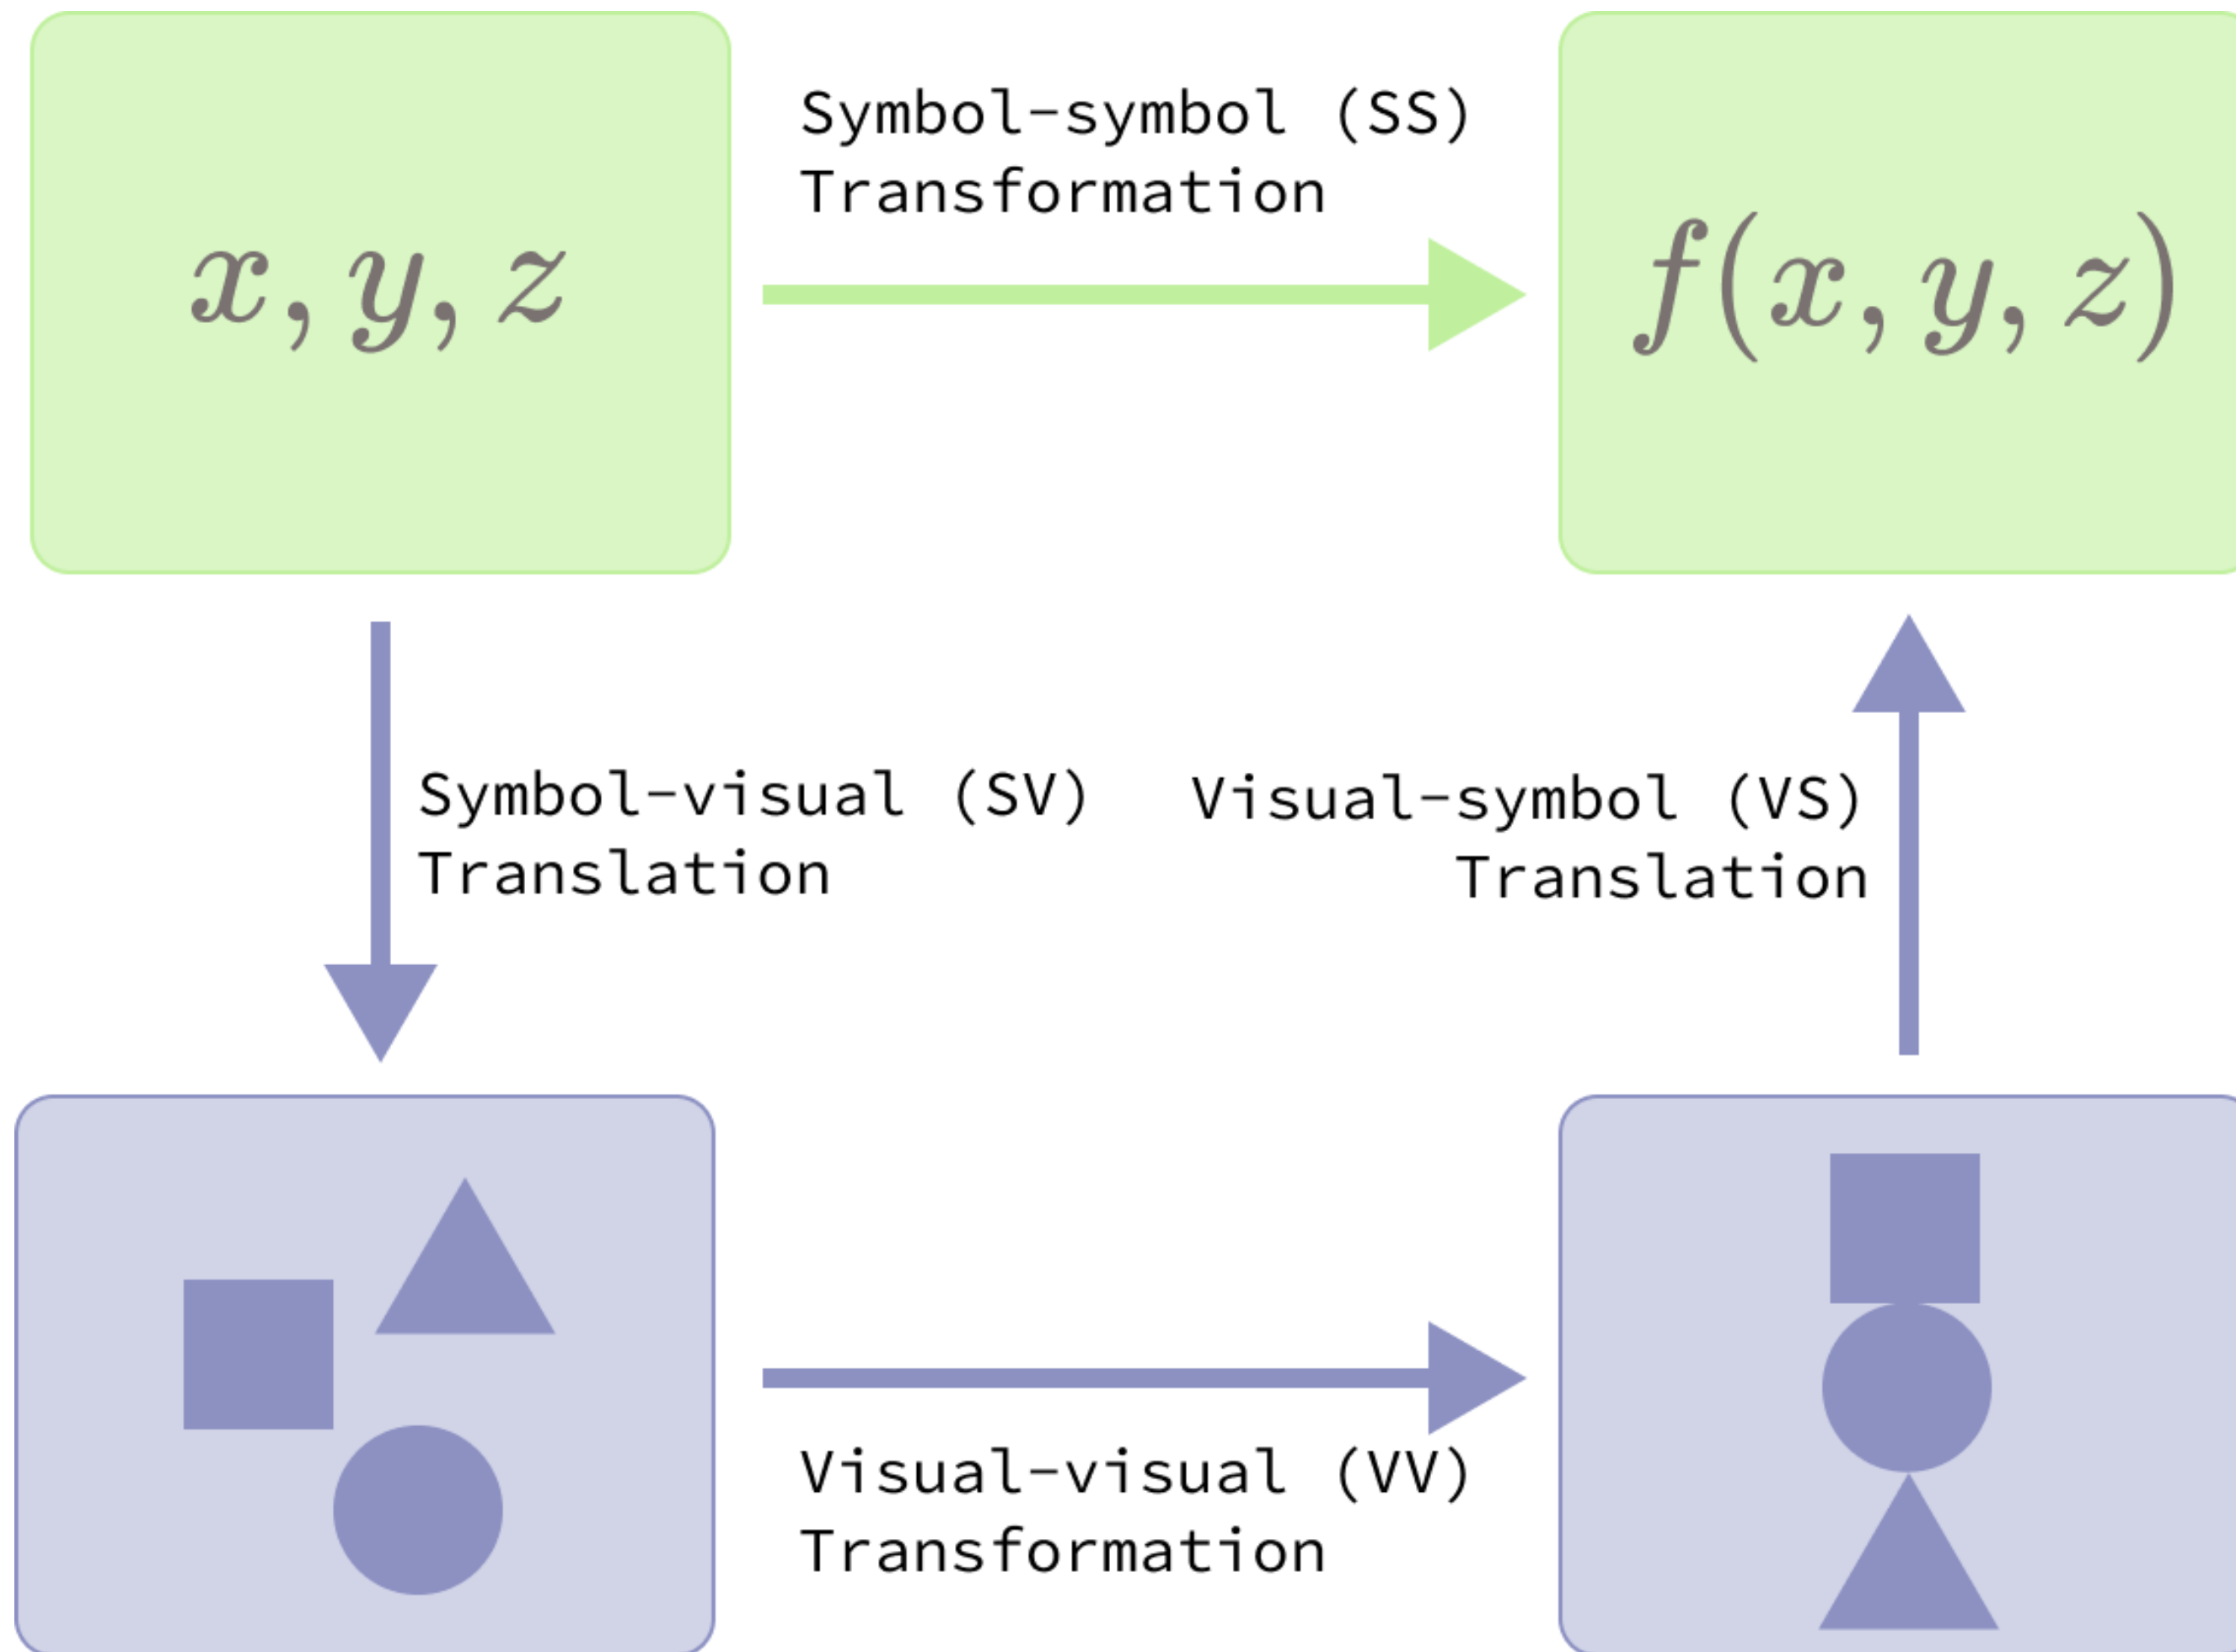 x, y, z
Symbol-symbol (SS)
Transformation
f(x, y, z)
Symbol-visual (SV)
Translation
Visual-symbol (VS)
Translation
Visual-visual (VV)
Transformation